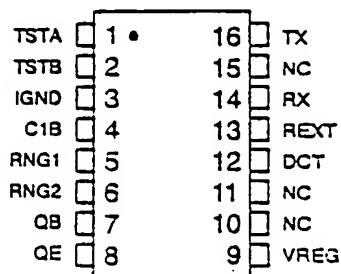 TSTA 1 16 TX
TSTB 2 15 NC
IGND 3 14 RX
C1B 4 13 REXT
RNG1 5 12 DCT
RNG2 6 11 NC
QB 7 10 NC
QE 8 9 VREG